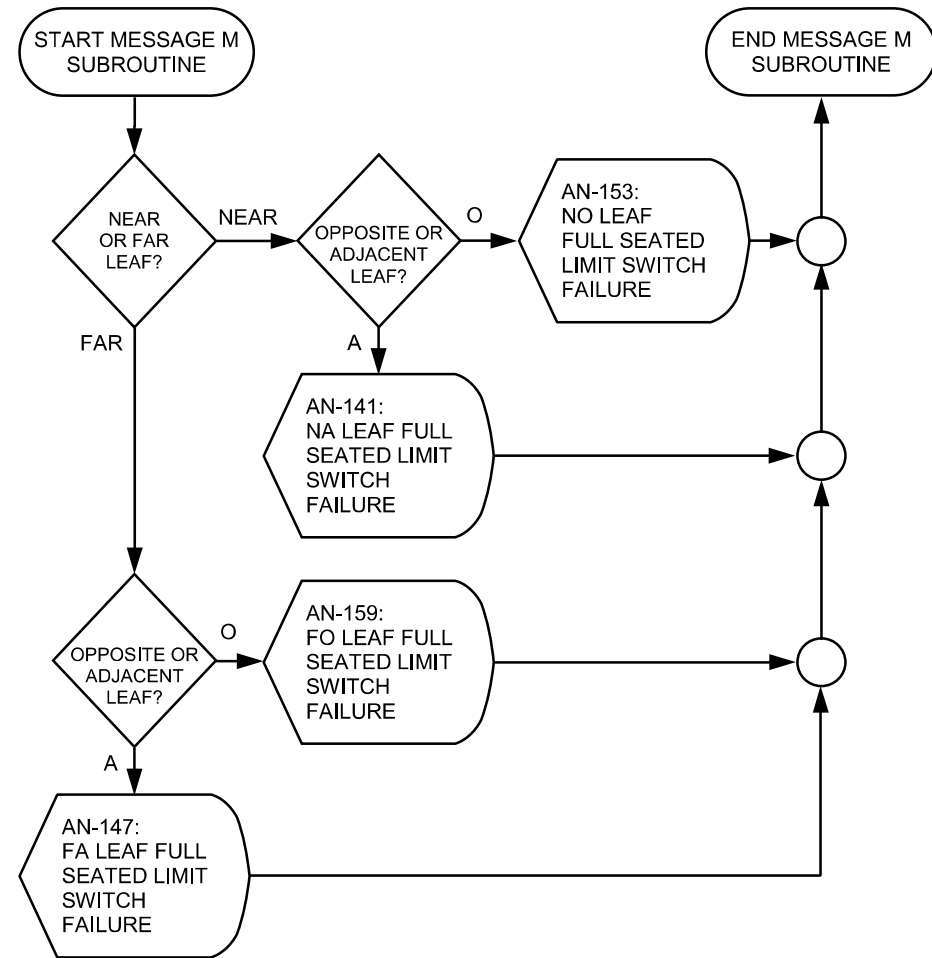 START MESSAGE M
SUBROUTINE
END MESSAGE M
SUBROUTINE
NEAR
OR FAR
LEAF?
NEAR
OPPOSITE OR
ADJACENT
LEAF?
O
AN-153:
NO LEAF
FULL SEATED
LIMIT SWITCH
FAILURE
FAR
A
AN-141:
NA LEAF FULL
SEATED LIMIT
SWITCH
FAILURE
OPPOSITE OR
ADJACENT
LEAF?
O
AN-159:
FO LEAF FULL
SEATED LIMIT
SWITCH
FAILURE
A
AN-147:
FA LEAF FULL
SEATED LIMIT
SWITCH
FAILURE